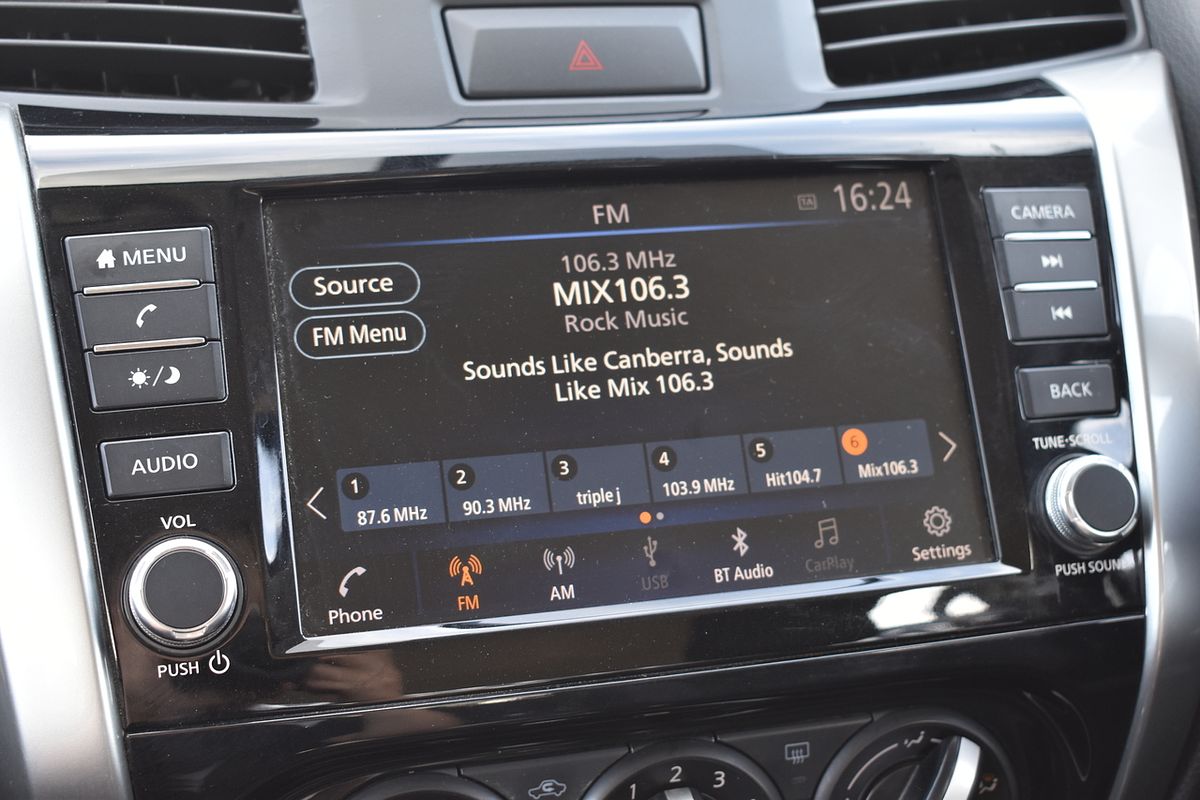 FM
1A
16:24
MENU
CAMERA
Source
106.3 MHz
MIX106.3
FM Menu
Rock Music
Sounds Like Canberra, Sounds
Like Mix 106.3
BACK
AUDIO
TUNE·SCROLL
1
87.6 MHz
2
90.3 MHz
3
triple j
4
103.9 MHz
5
Hit104.7
6
Mix106.3
VOL
Phone
FM
AM
USB
BT Audio
CarPlay
Settings
PUSH SOUND
PUSH
1 2 3